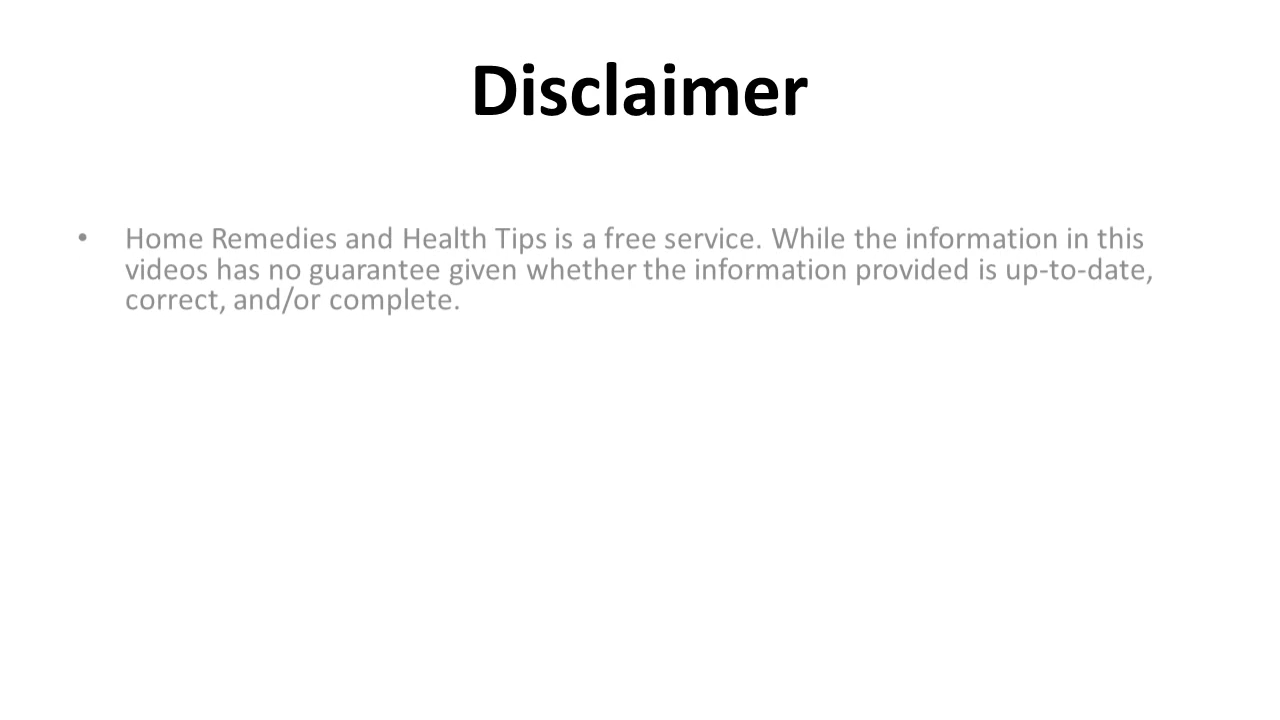 Disclaimer
• Home Remedies and Health Tips is a free service. While the information in this
videos has no guarantee given whether the information provided is up-to-date,
correct, and/or complete.